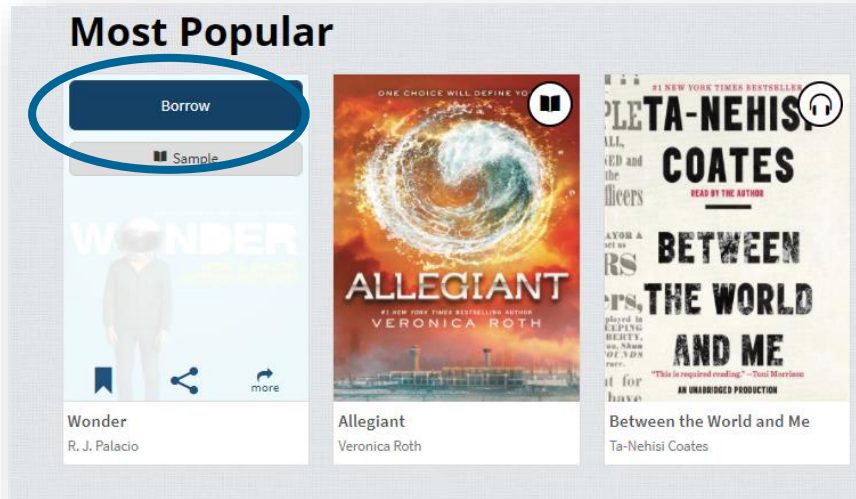 Most Popular
Borrow
Sample
WONDER
more
Wonder
R. J. Palacio
ONE CHOICE WILL DEFINE
ALLEGIANT
#1 NEW YORK TIMES BESTSELLING AUTHOR
VERONICA ROTH
Allegiant
Veronica Roth
#1 NEW YORK TIMES BESTSELLER
TA-NEHISI
COATES
READ BY THE AUTHOR
BETWEEN
THE WORLD
AND ME
"This is required reading." —Toni Morrison
AN UNABRIDGED PRODUCTION
Between the World and Me
Ta-Nehisi Coates